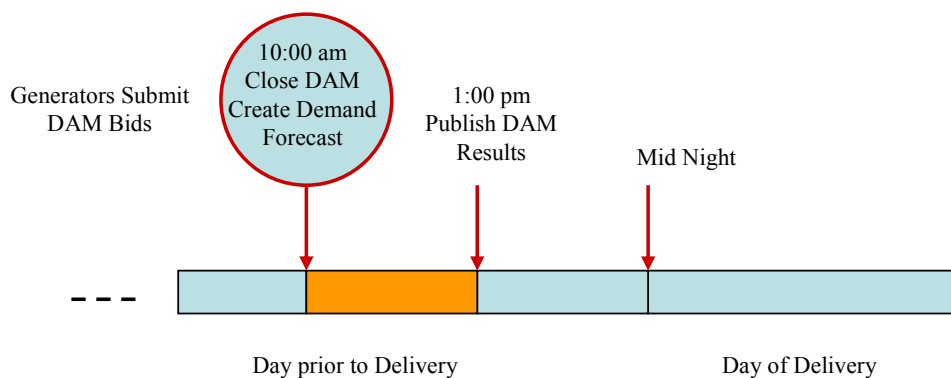 Generators Submit
DAM Bids
10:00 am
Close DAM
Create Demand
Forecast
1:00 pm
Publish DAM
Results
Mid Night
Day prior to Delivery
Day of Delivery